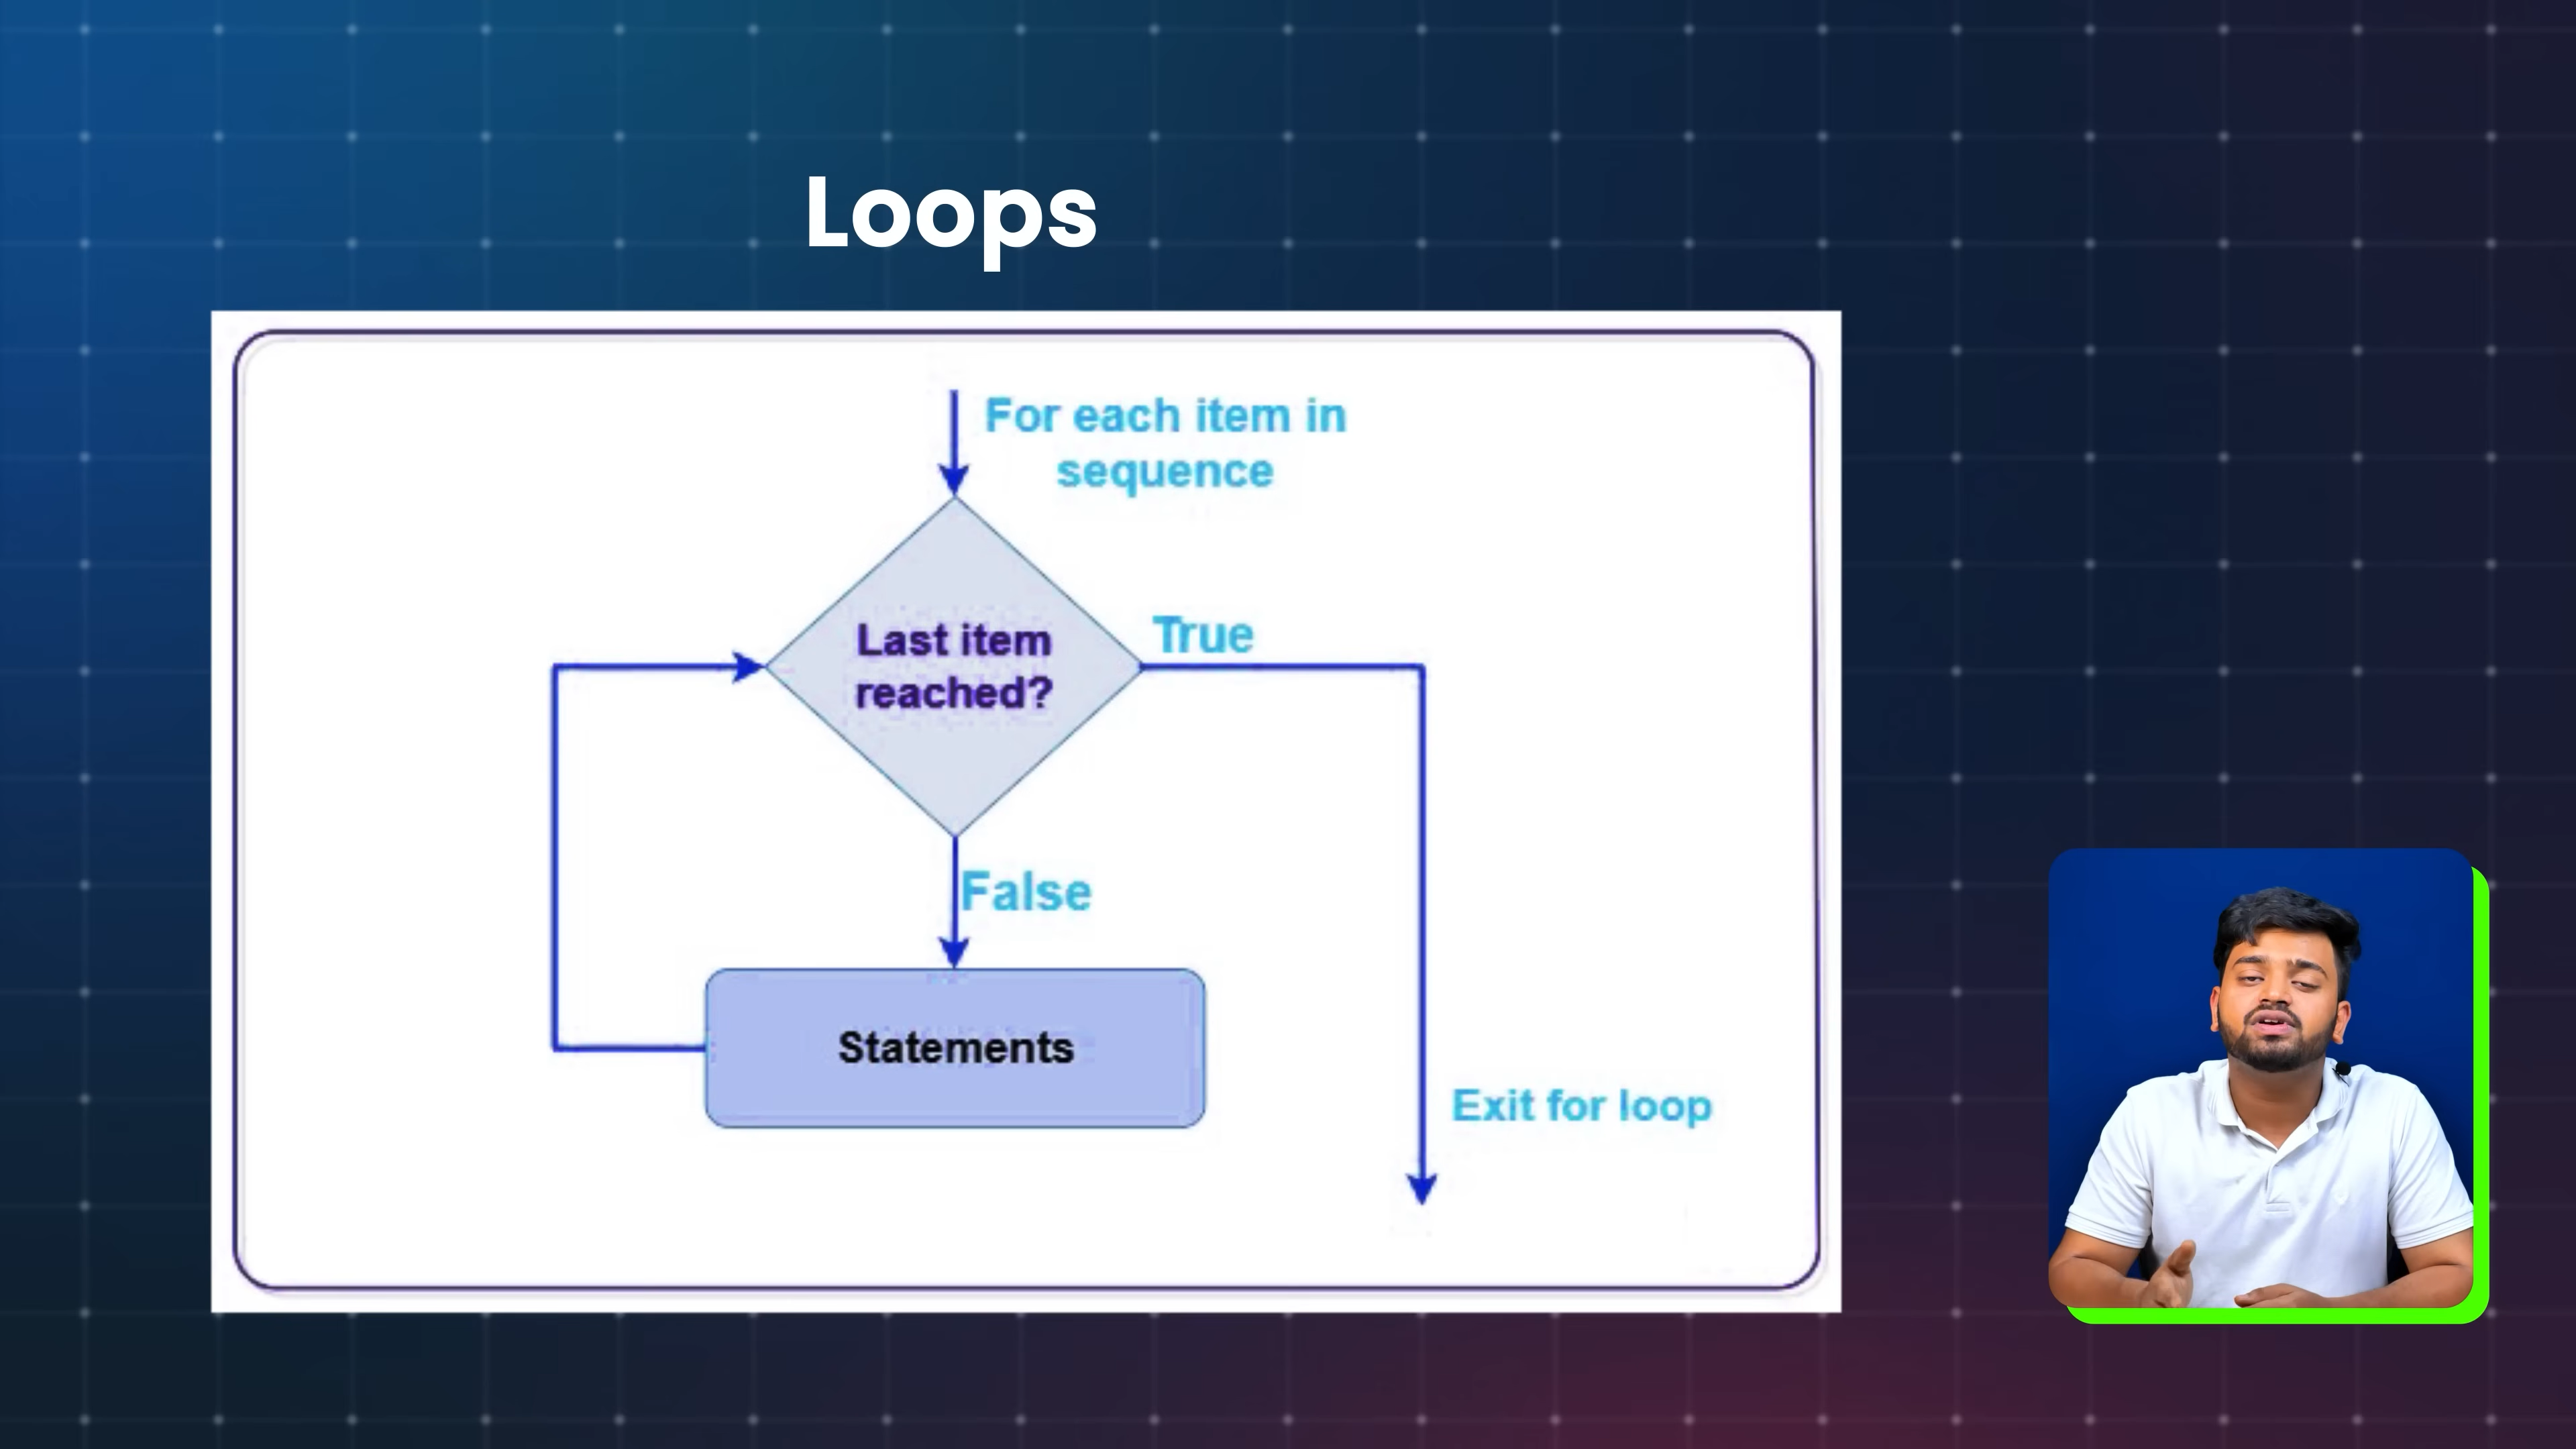 Loops
For each item in
sequence
Last item
reached?
True
False
Statements
Exit for loop